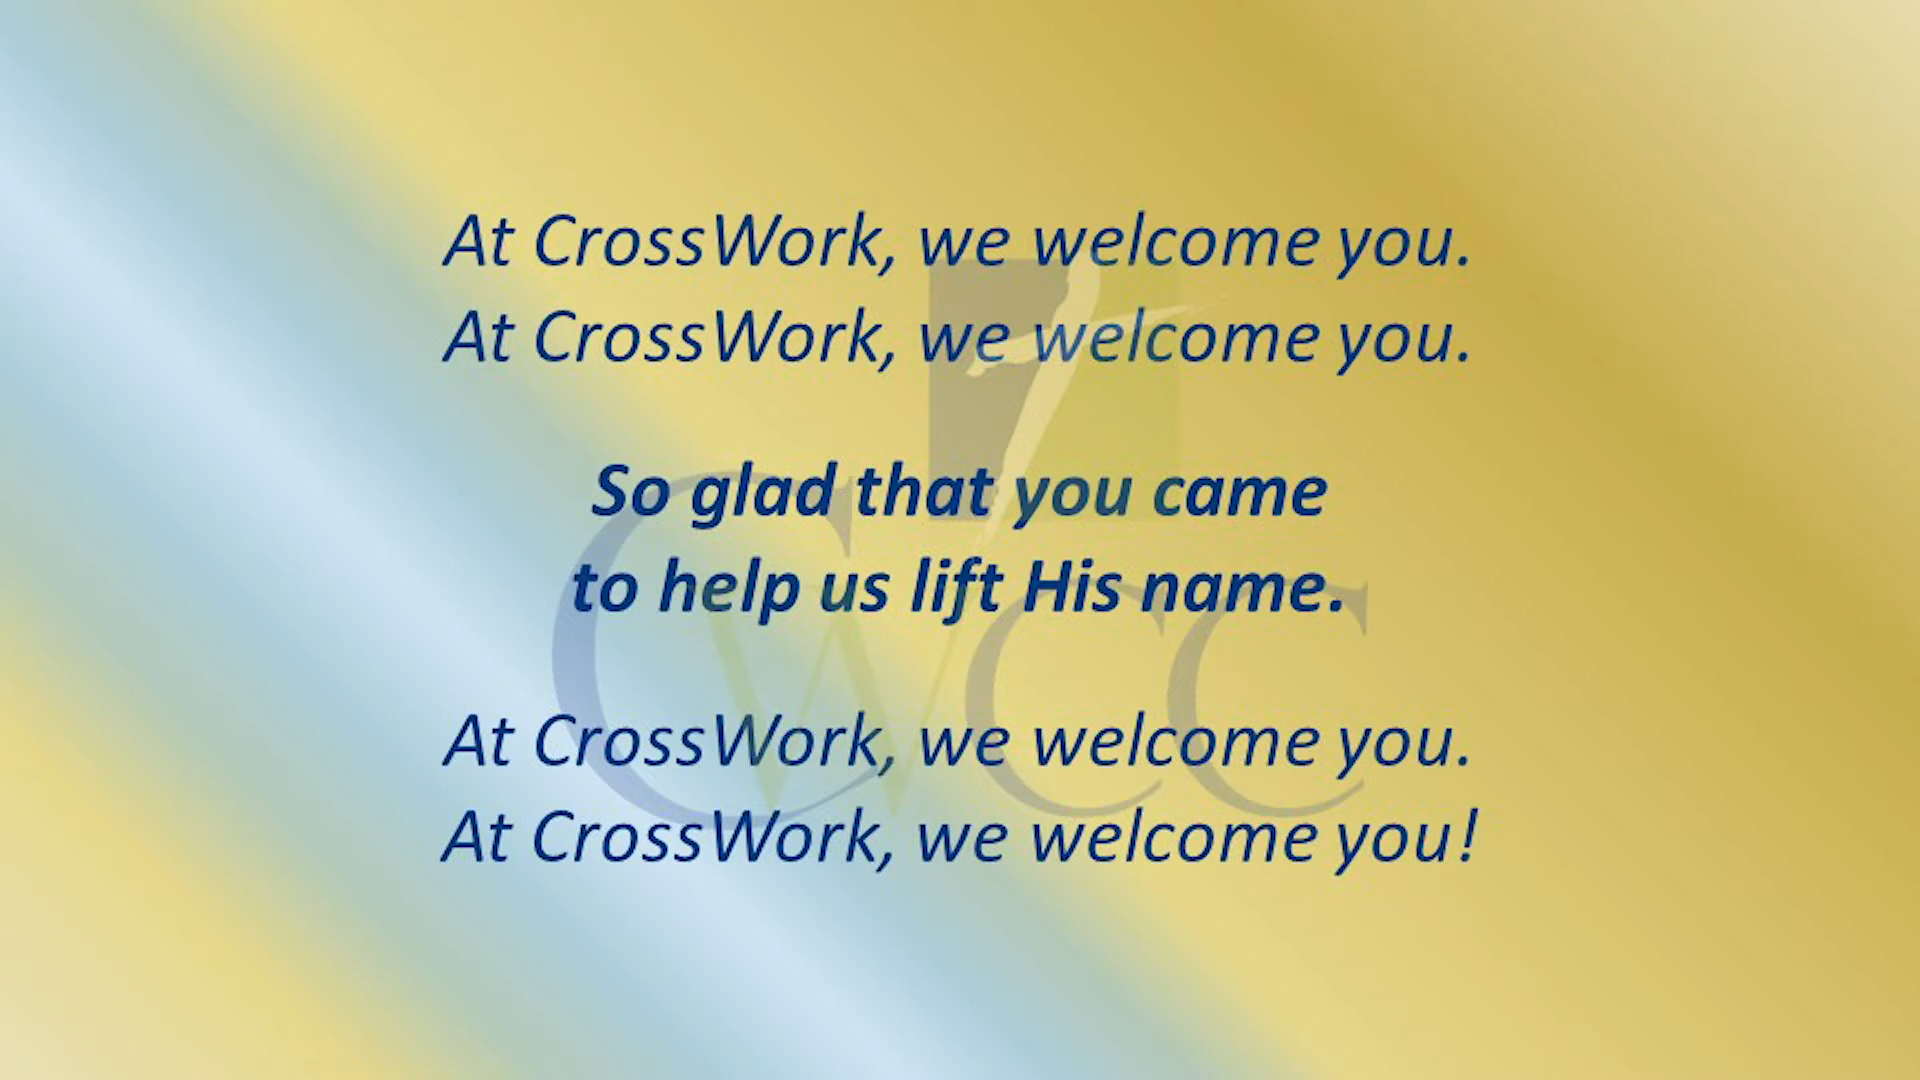 At CrossWork, we welcome you.
At CrossWork, we welcome you.
So glad that you came
to help us lift His name.
At CrossWork, we welcome you.
At CrossWork, we welcome you!
CWCC